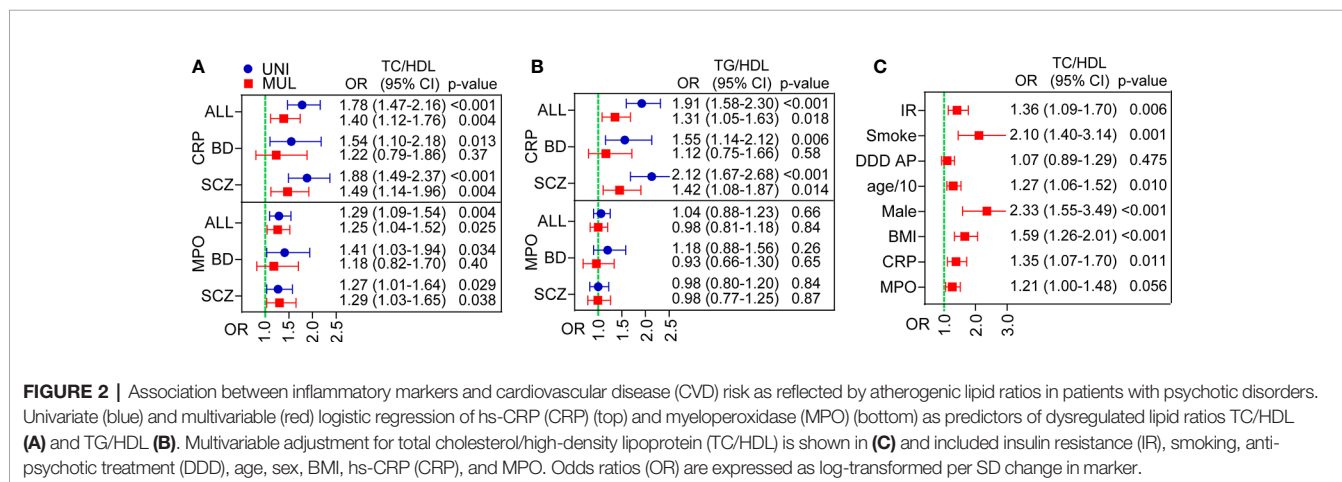 A
UNI
MUL
TC/HDL
OR (95% CI) p-value
CRP
ALL 1.78 (1.47-2.16) <0.001
1.40 (1.12-1.76) 0.004
BD 1.54 (1.10-2.18) 0.013
1.22 (0.79-1.86) 0.37
SCZ 1.88 (1.49-2.37) <0.001
1.49 (1.14-1.96) 0.004
MPO
ALL 1.29 (1.09-1.54) 0.004
1.25 (1.04-1.52) 0.025
BD 1.41 (1.03-1.94) 0.034
1.18 (0.82-1.70) 0.40
SCZ 1.27 (1.01-1.64) 0.029
1.29 (1.03-1.65) 0.038
OR 1.0 1.5 2.0 2.5
B
TG/HDL
OR (95% CI) p-value
CRP
ALL 1.91 (1.58-2.30) <0.001
1.31 (1.05-1.63) 0.018
BD 1.55 (1.14-2.12) 0.006
1.12 (0.75-1.66) 0.58
SCZ 2.12 (1.67-2.68) <0.001
1.42 (1.08-1.87) 0.014
MPO
ALL 1.04 (0.88-1.23) 0.66
0.98 (0.81-1.18) 0.84
BD 1.18 (0.88-1.56) 0.26
0.93 (0.66-1.30) 0.65
SCZ 0.98 (0.80-1.20) 0.84
0.98 (0.77-1.25) 0.87
OR 1.0 1.5 2.0 2.5
C
TC/HDL
OR (95% CI) p-value
IR 1.36 (1.09-1.70) 0.006
Smoke 2.10 (1.40-3.14) 0.001
DDD AP 1.07 (0.89-1.29) 0.475
age/10 1.27 (1.06-1.52) 0.010
Male 2.33 (1.55-3.49) <0.001
BMI 1.59 (1.26-2.01) <0.001
CRP 1.35 (1.07-1.70) 0.011
MPO 1.21 (1.00-1.48) 0.056
OR 1.0 2.0 3.0
FIGURE 2 | Association between inflammatory markers and cardiovascular disease (CVD) risk as reflected by atherogenic lipid ratios in patients with psychotic disorders.
Univariate (blue) and multivariable (red) logistic regression of hs-CRP (CRP) (top) and myeloperoxidase (MPO) (bottom) as predictors of dysregulated lipid ratios TC/HDL
(A) and TG/HDL (B). Multivariable adjustment for total cholesterol/high-density lipoprotein (TC/HDL) is shown in (C) and included insulin resistance (IR), smoking, anti-
psychotic treatment (DDD), age, sex, BMI, hs-CRP (CRP), and MPO. Odds ratios (OR) are expressed as log-transformed per SD change in marker.